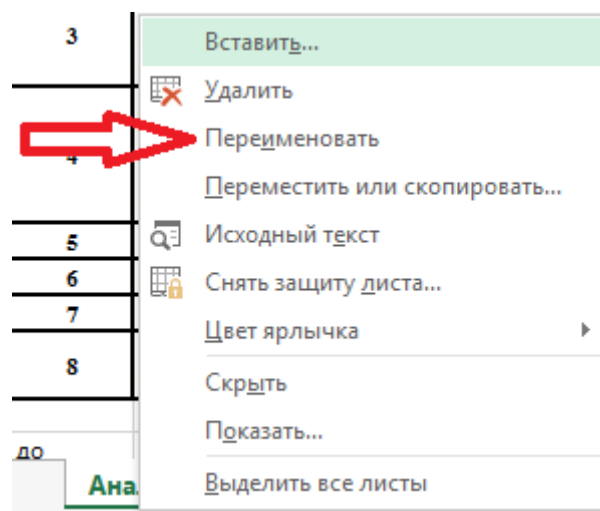 3
Вставить...
Удалить
4
Переименовать
Переместить или скопировать...
5
Исходный текст
6
Снять защиту листа...
7
Цвет ярлычка
8
Скрыть
Показать...
до
Ана
Выделить все листы